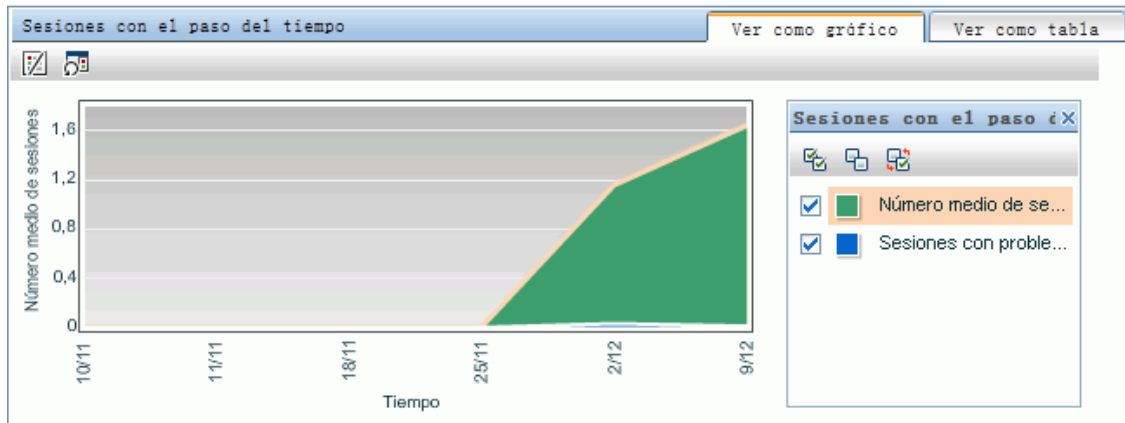 Sesiones con el paso del tiempo
Ver como gráfico
Ver como tabla
Número medio de sesiones
1,6
1,2
0,8
0,4
0
10/11
11/11
18/11
25/11
2/12
9/12
Tiempo
Sesiones con el paso d
Número medio de se...
Sesiones con proble...